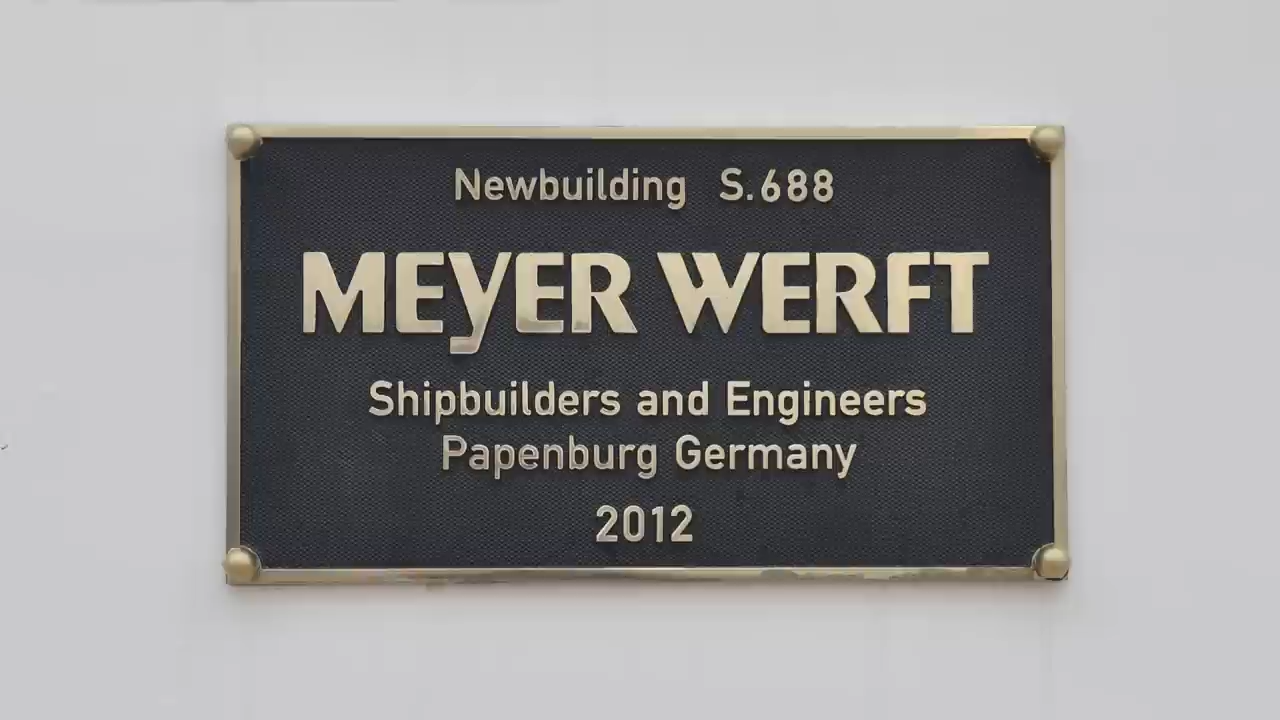 Newbuilding S.688
MEYER WERFT
Shipbuilders and Engineers
Papenburg Germany
2012